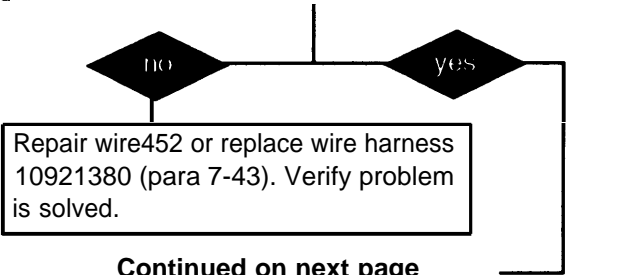 no
yes
Repair wire452 or replace wire harness
10921380 (para 7-43). Verify problem
is solved.
Continued on next page